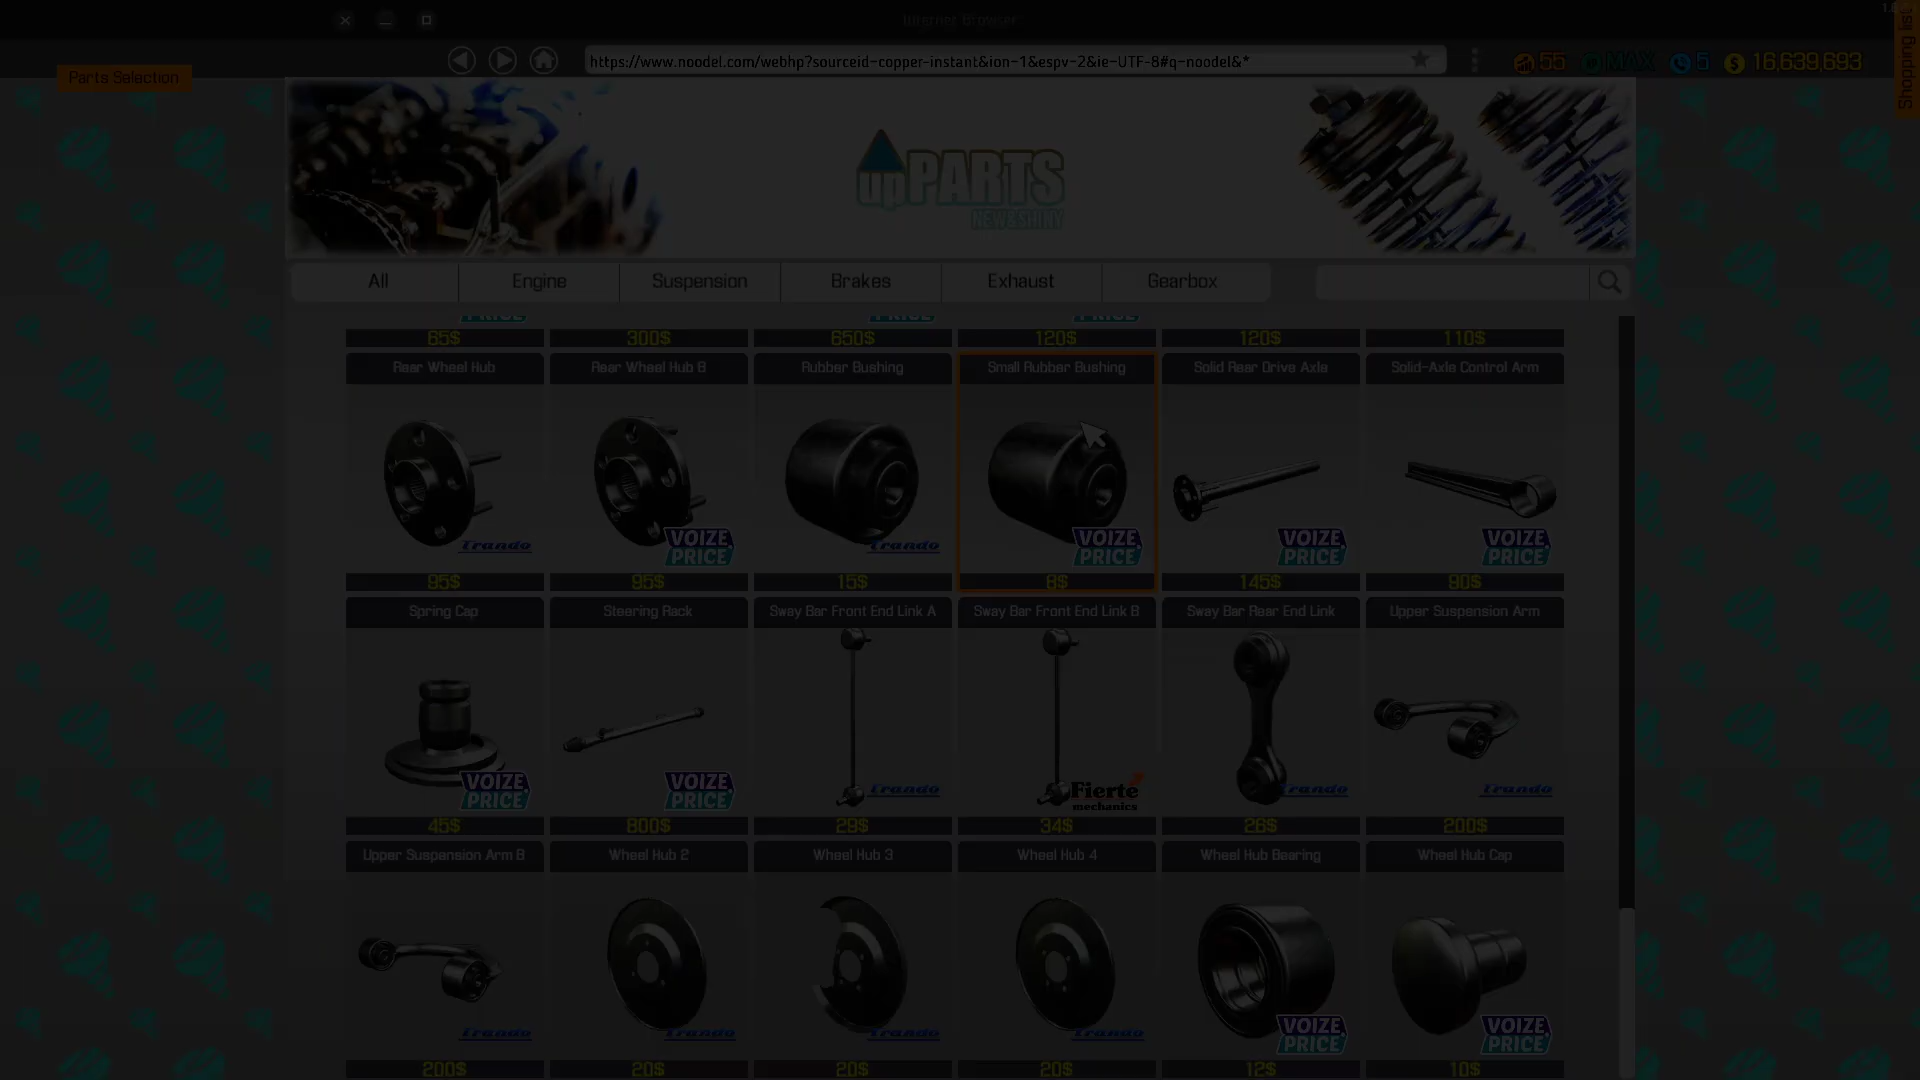 Internet Browser
https://www.noodel.com/webhp?sourceid-copper-instant&ion-1&espv-2&ie-UTF-8#q-noodel&*
55 MAX 5 16,639,693
Shopping list
Parts Selection
upPARTS
NEW&SHINY
All Engine Suspension Brakes Exhaust Gearbox
PRICE PRICE PRICE
65$ 300$ 650$ 120$ 120$ 110$
Rear Wheel Hub Rear Wheel Hub B Rubber Bushing Small Rubber Bushing Solid Rear Drive Axle Solid-Axle Control Arm
Trando VOIZE PRICE Trando VOIZE PRICE VOIZE PRICE VOIZE PRICE
95$ 95$ 15$ 8$ 145$ 90$
Spring Cap Steering Rack Sway Bar Front End Link A Sway Bar Front End Link B Sway Bar Rear End Link Upper Suspension Arm
VOIZE PRICE VOIZE PRICE Trando Fierte mechanics Trando Trando
45$ 800$ 29$ 34$ 26$ 200$
Upper Suspension Arm B Wheel Hub 2 Wheel Hub 3 Wheel Hub 4 Wheel Hub Bearing Wheel Hub Cap
Trando Trando Trando Trando VOIZE PRICE VOIZE PRICE
200$ 20$ 20$ 20$ 12$ 10$